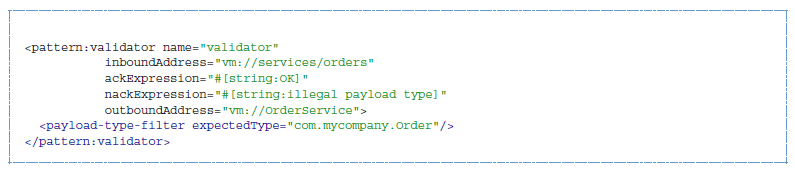 <pattern:validator name="validator"
inboundAddress="vm://services/orders"
ackExpression="#[string:OK]"
nackExpression="#[string:illegal payload type]"
outboundAddress="vm://OrderService">
<payload-type-filter expectedType="com.mycompany.Order"/>
</pattern:validator>